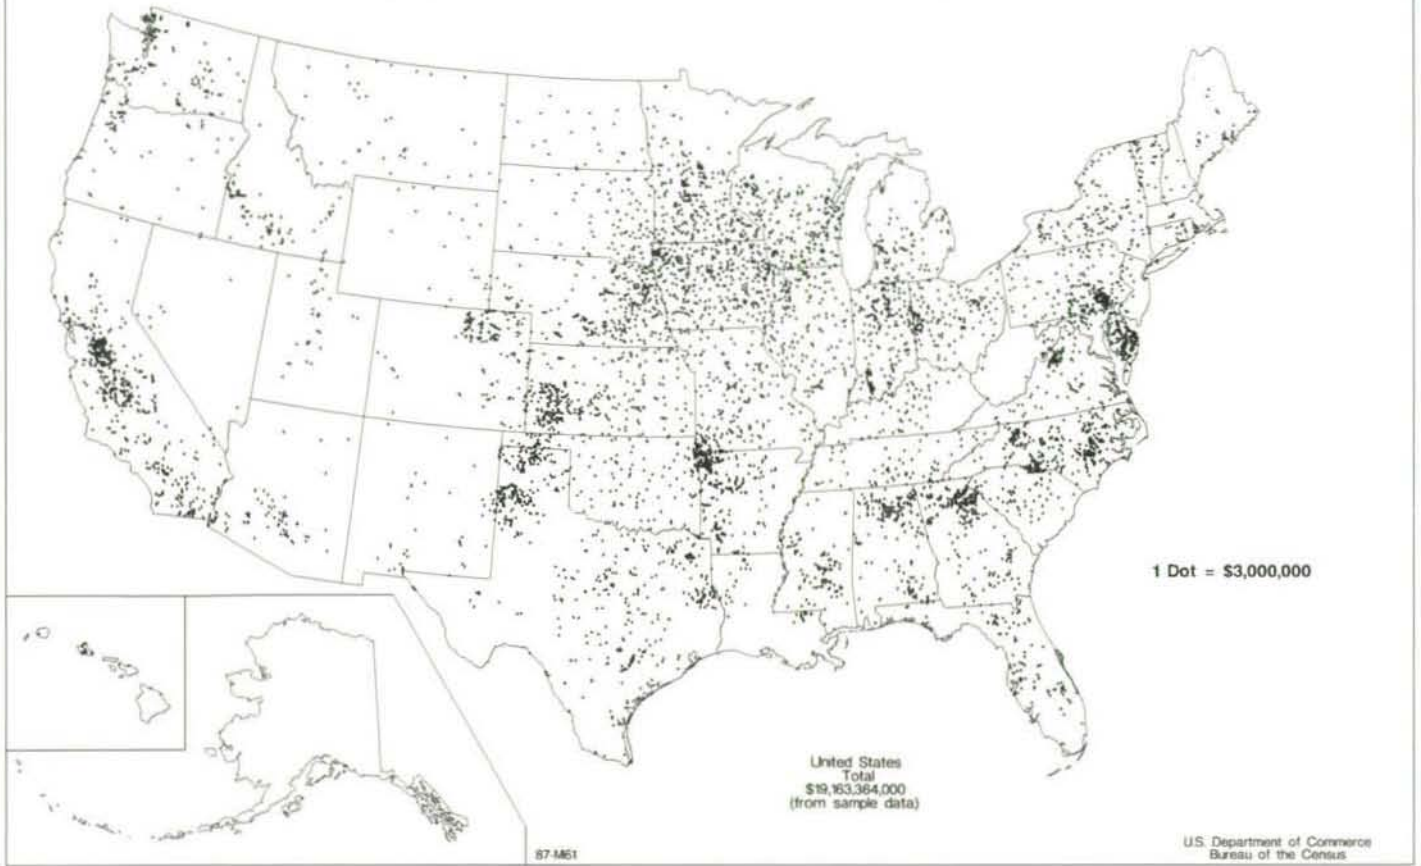 1 Dot = $3,000,000
United States
Total
$19,163,364,000
(from sample data)
87-M61
U.S. Department of Commerce
Bureau of the Census